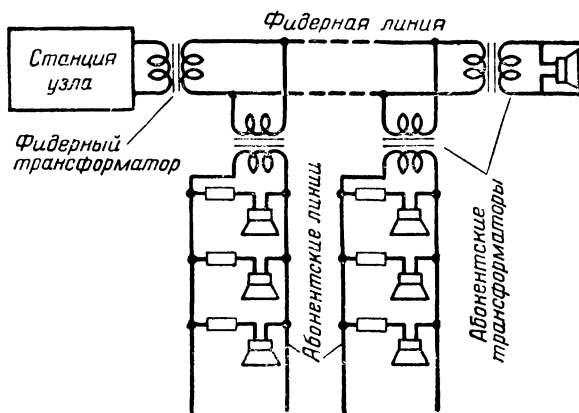 Фидерная линия
Станция
узла
Фидерный
трансформатор
Абонентские линии
Абонентские
трансформаторы